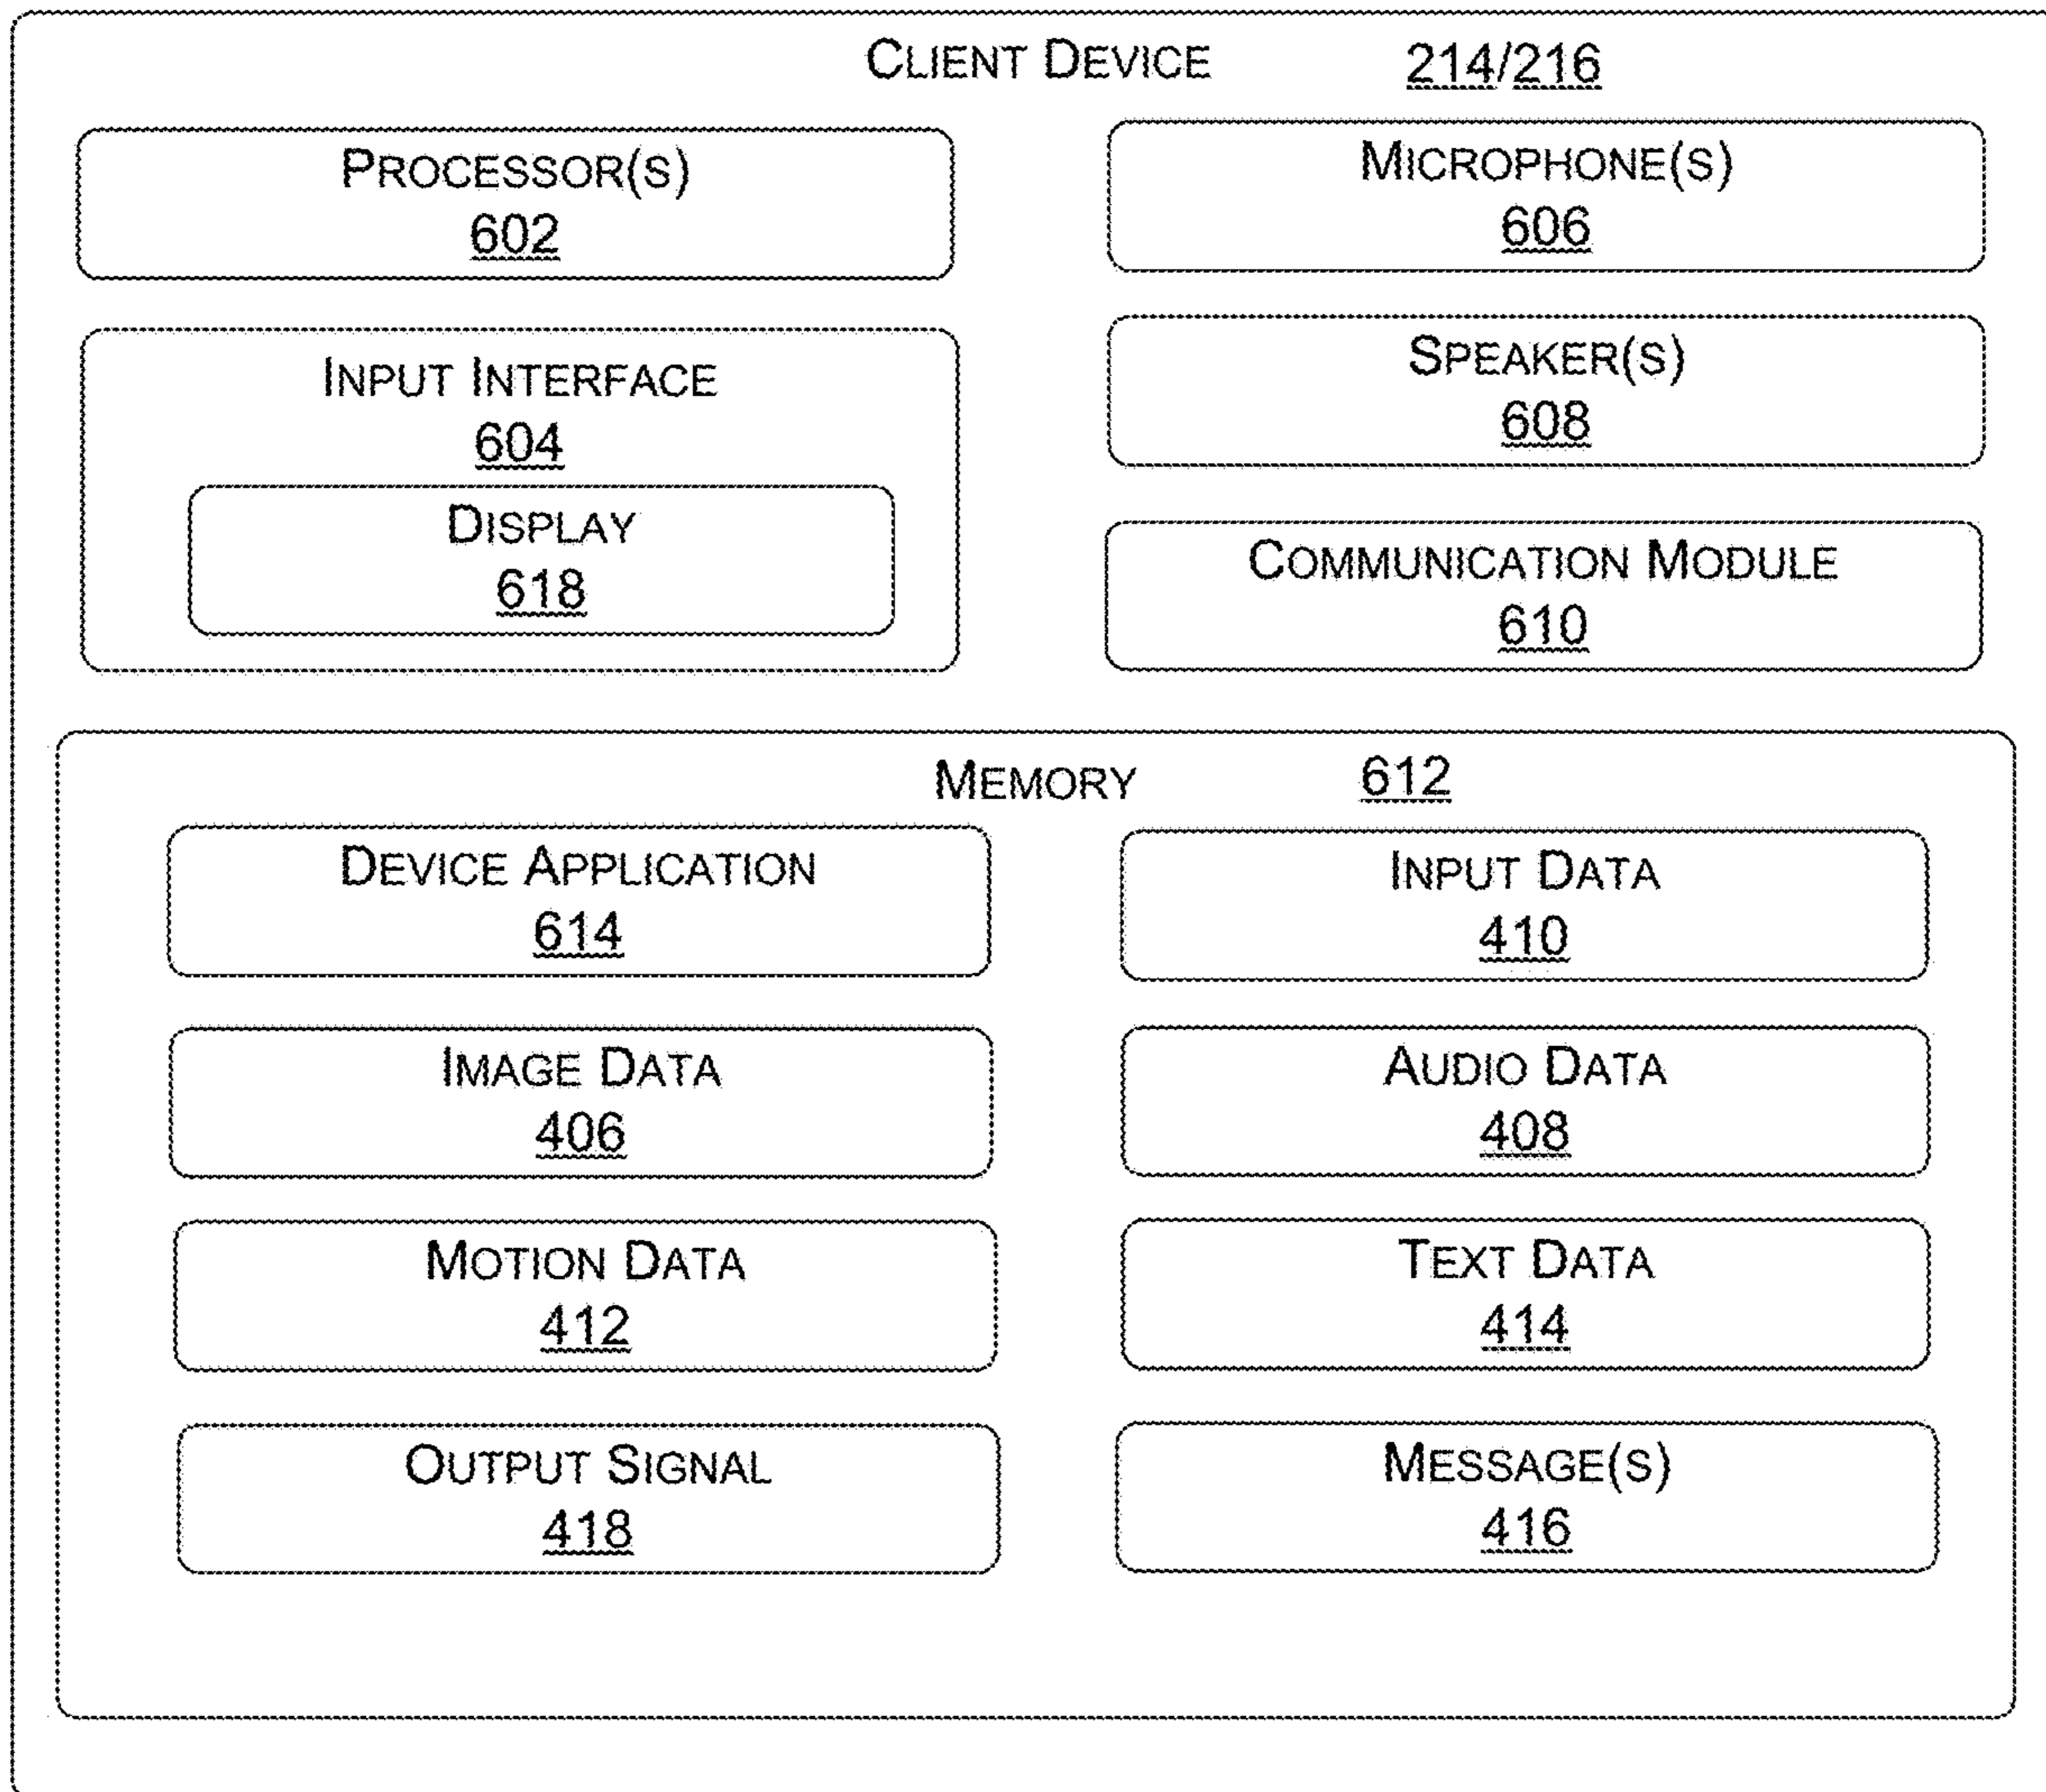 CLIENT DEVICE 214/216
PROCESSOR(S)
602
MICROPHONE(S)
606
INPUT INTERFACE
604
DISPLAY
618
SPEAKER(S)
608
COMMUNICATION MODULE
610
MEMORY 612
DEVICE APPLICATION
614
INPUT DATA
410
IMAGE DATA
406
AUDIO DATA
408
MOTION DATA
412
TEXT DATA
414
OUTPUT SIGNAL
418
MESSAGE(S)
416